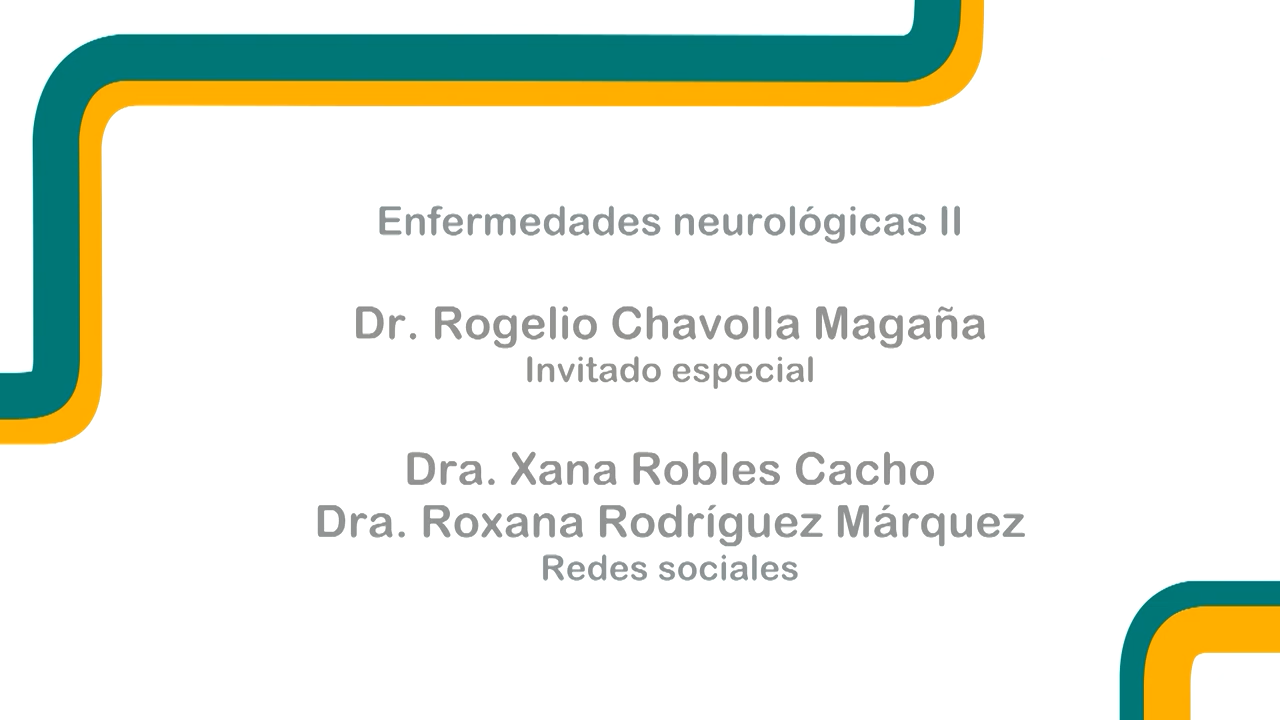 Enfermedades neurológicas II
Dr. Rogelio Chavolla Magaña
Invitado especial
Dra. Xana Robles Cacho
Dra. Roxana Rodríguez Márquez
Redes sociales